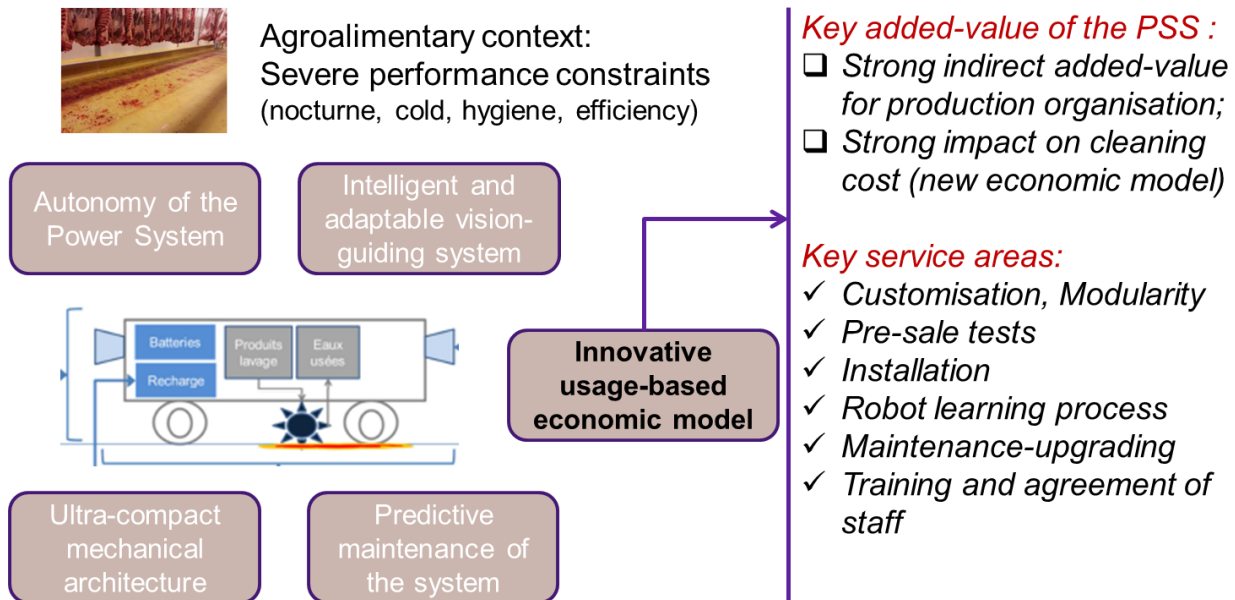 Agroalimentary context:
Severe performance constraints
(nocturne, cold, hygiene, efficiency)
Autonomy of the
Power System
Intelligent and
adaptable vision-
guiding system
Batteries
Recharge
Produits
lavage
Eaux
usées
Ultra-compact
mechanical
architecture
Predictive
maintenance of
the system
Innovative
usage-based
economic model
Key added-value of the PSS :
❑ Strong indirect added-value
for production organisation;
❑ Strong impact on cleaning
cost (new economic model)
Key service areas:
✓ Customisation, Modularity
✓ Pre-sale tests
✓ Installation
✓ Robot learning process
✓ Maintenance-upgrading
✓ Training and agreement of
staff